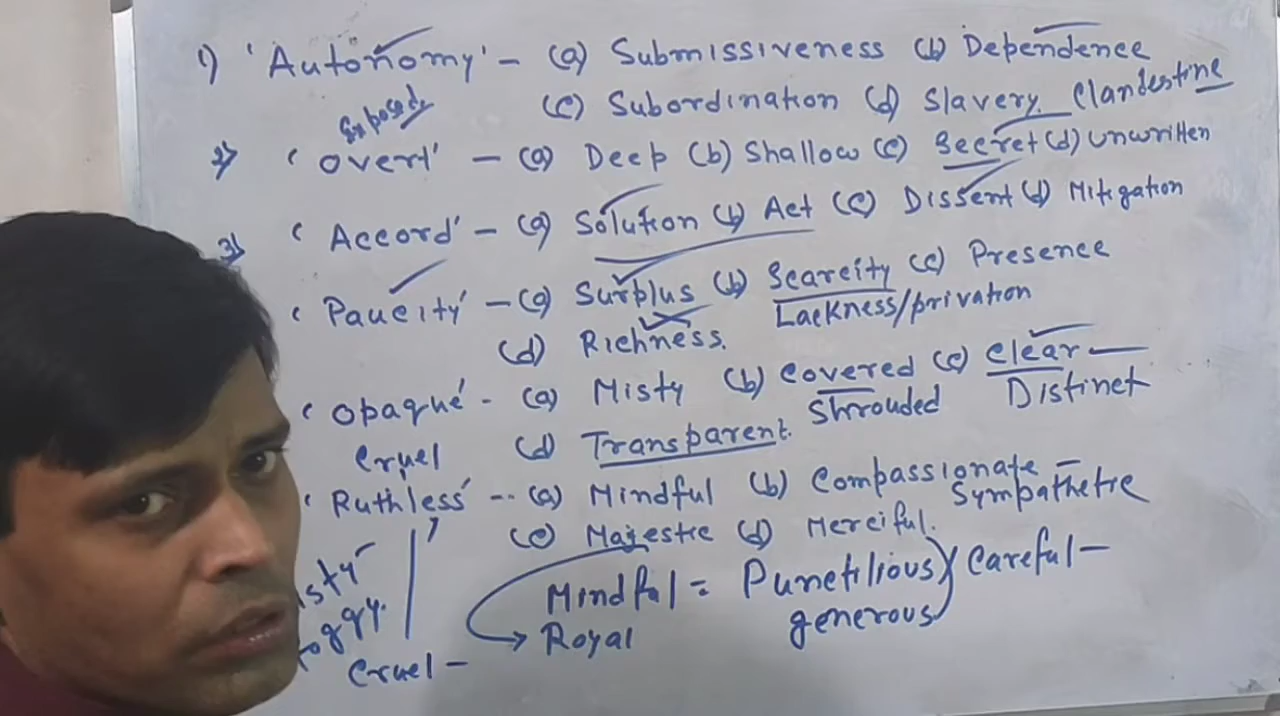 1) 'Autonomy' - (a) Submissiveness (b) Dependence
(c) Subordination (d) Slavery. Clandestine
Exposed
2) 'Overt' - (a) Deep (b) Shallow (c) Secret (d) Unwritten
3) 'Accord' - (a) Solution (b) Act (c) Dissent (d) Mitigation
'Paucity' - (a) Surplus (b) Scarcity (c) Presence
Lackness/privation
(d) Richness.
'Opaque' - (a) Misty (b) Covered (c) Clear -
Shrouded Distinct
Cruel (d) Transparent.
'Ruthless' - (a) Mindful (b) Compassionate -
Sympathetic
(c) Majestic (d) Merciful.
Mindful = Punctilious } Careful -
generous
Royal
Cruel -